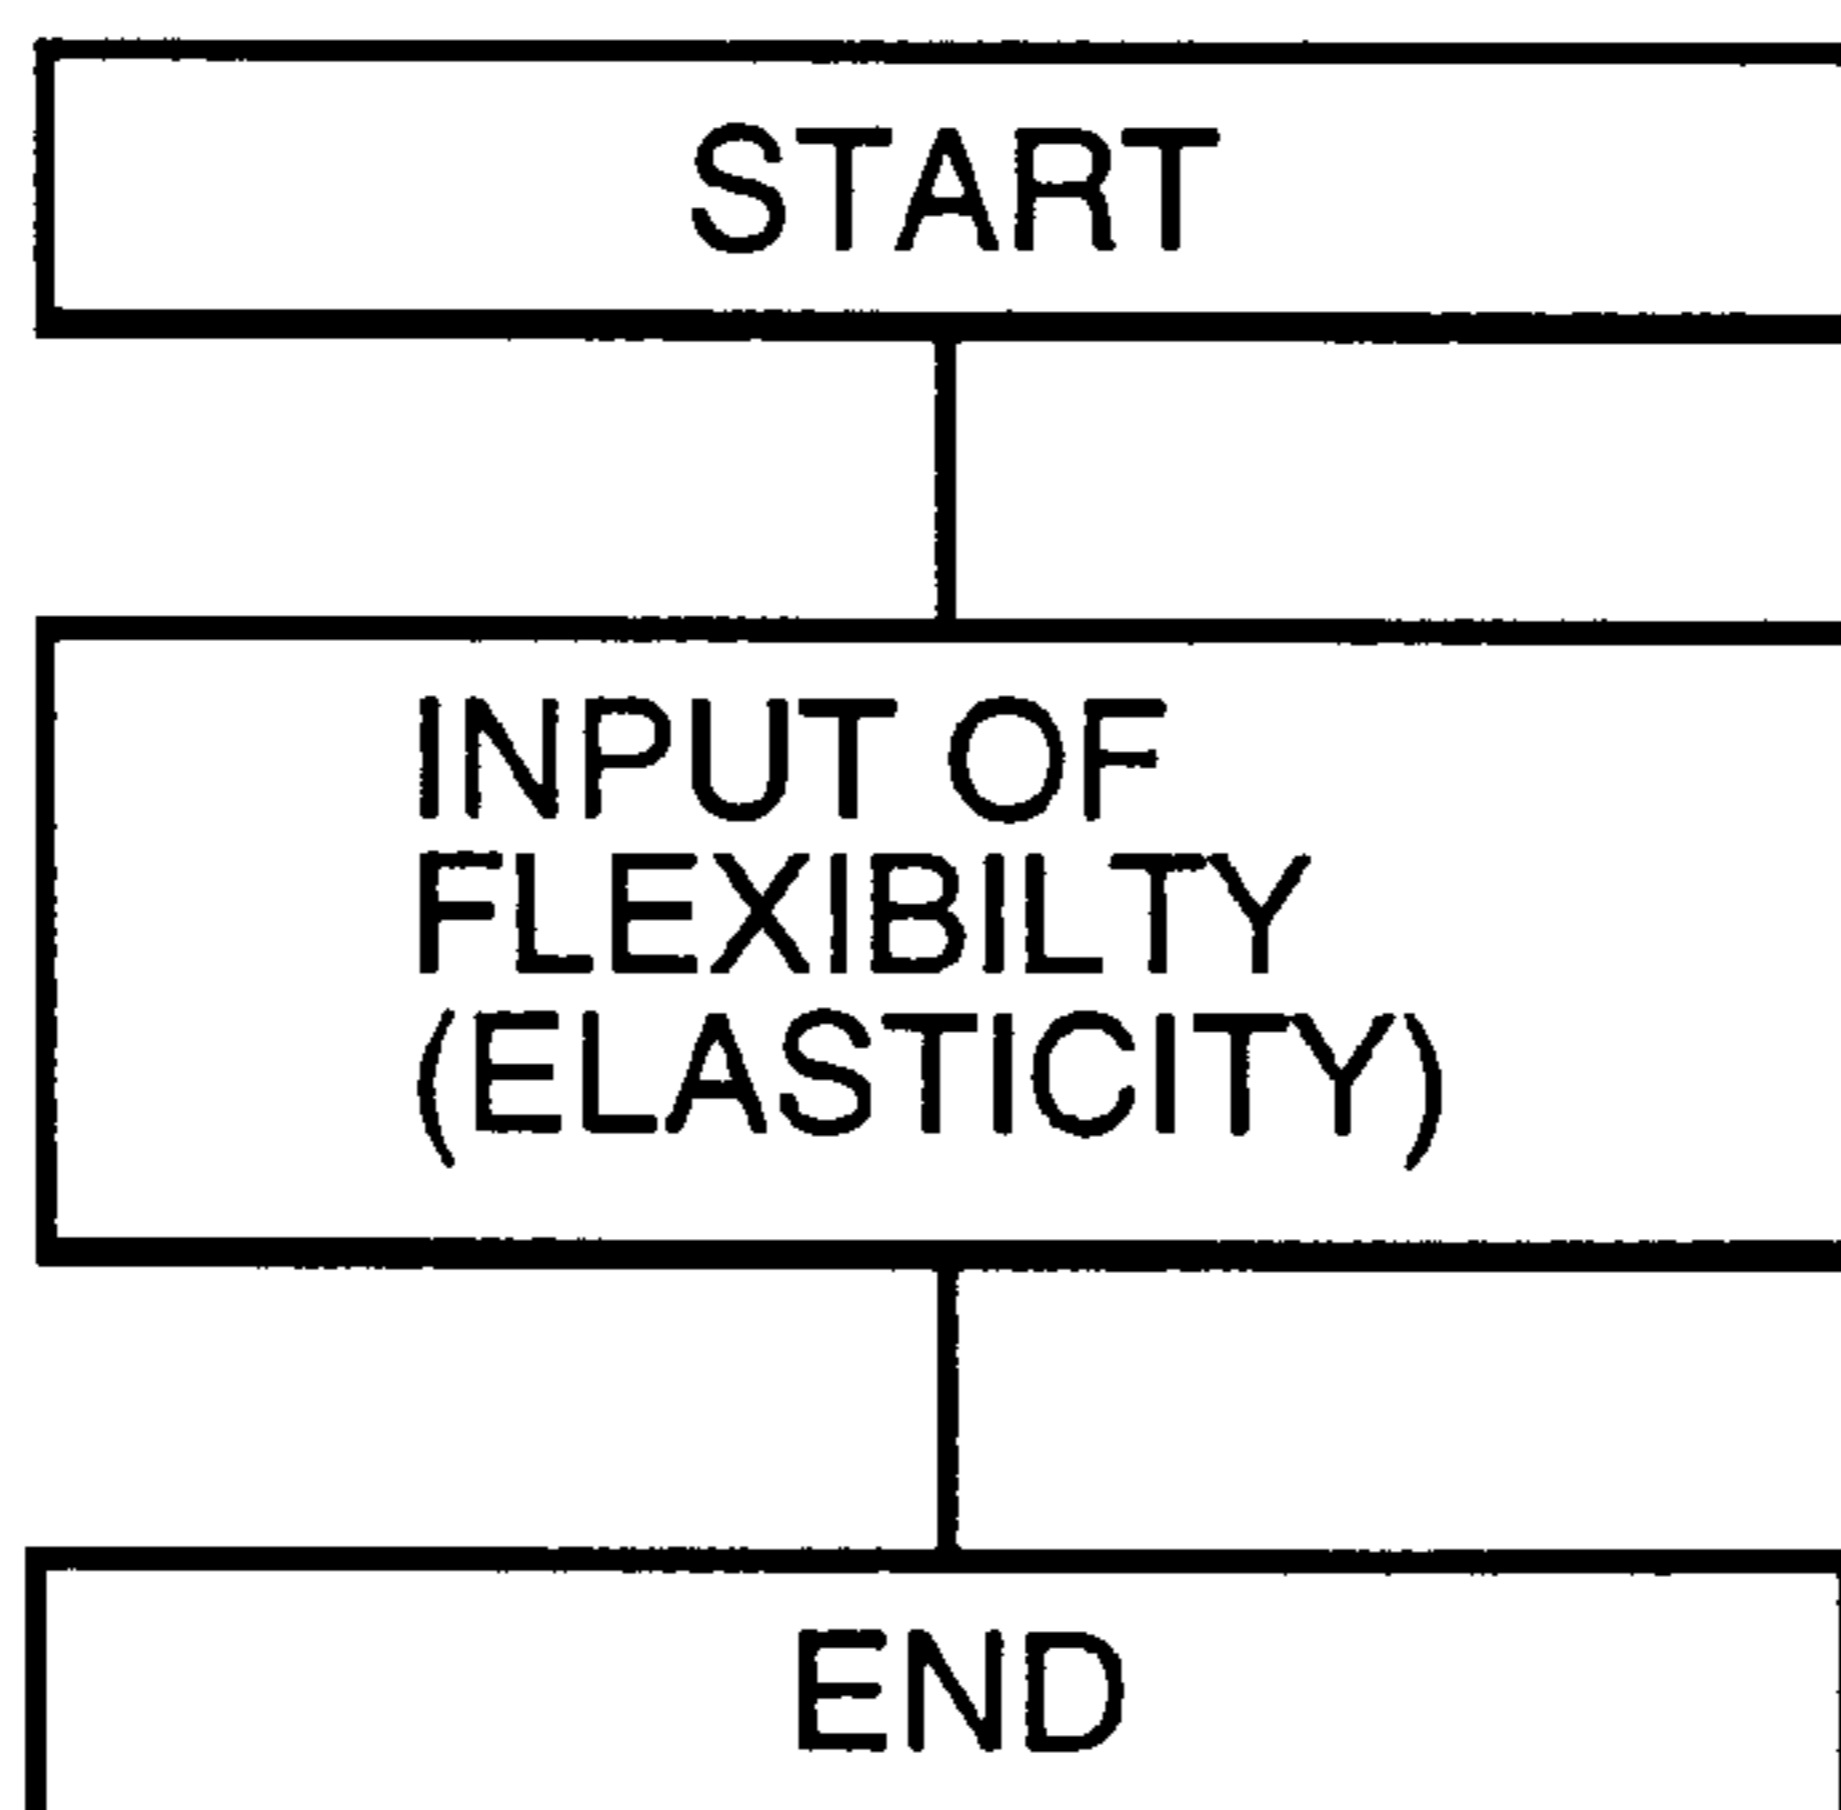 START
INPUT OF
FLEXIBILTY
(ELASTICITY)
END